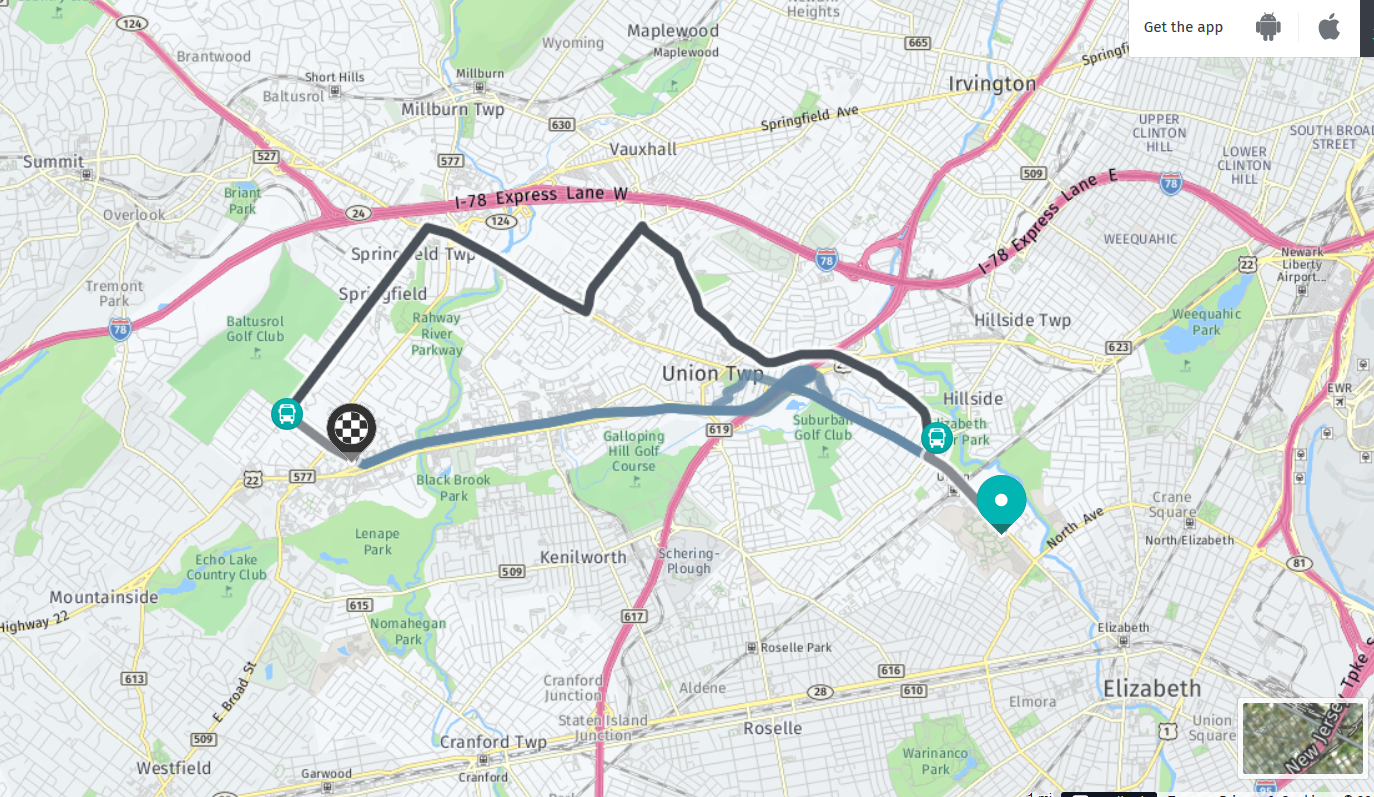 Newark
Heights
Get the app
124
Maplewood
Maplewood
Wyoming
665
Brantwood
Short Hills
Millburn
Baltusrol
Millburn Twp
Irvington
Springfield Ave
630
UPPER
CLINTON
HILL
SOUTH BROAD
STREET
Vauxhall
LOWER
CLINTON
HILL
527
577
Summit
509
I-78 Express Lane E
78
Briant
Park
I-78 Express Lane W
24
124
Overlook
Springfield Twp
WEEQUAHIC
Newark
Liberty
Airport...
22
78
Tremont
Park
Springfield
78
Baltusrol
Golf Club
Rahway
River
Parkway
Weequahic
Park
Hillside Twp
623
Union Twp
EWR
Hillside
619
Suburban
Golf Club
Galloping
Hill Golf
Course
22
577
Black Brook
Park
Crane
Square
North Ave
North Elizabeth
Lenape
Park
Kenilworth
Schering-
Plough
Echo Lake
Country Club
509
81
Mountainside
615
617
Highway 22
Nomahegan
Park
Elizabeth
Roselle Park
613
616
Cranford
Junction
Aldene
28
610
Elizabeth
E Broad St
Elmora
Staten Island
Junction
Roselle
Union
Square
1
509
Cranford Twp
Warinanco
Park
Westfield
Garwood
Cranford
95